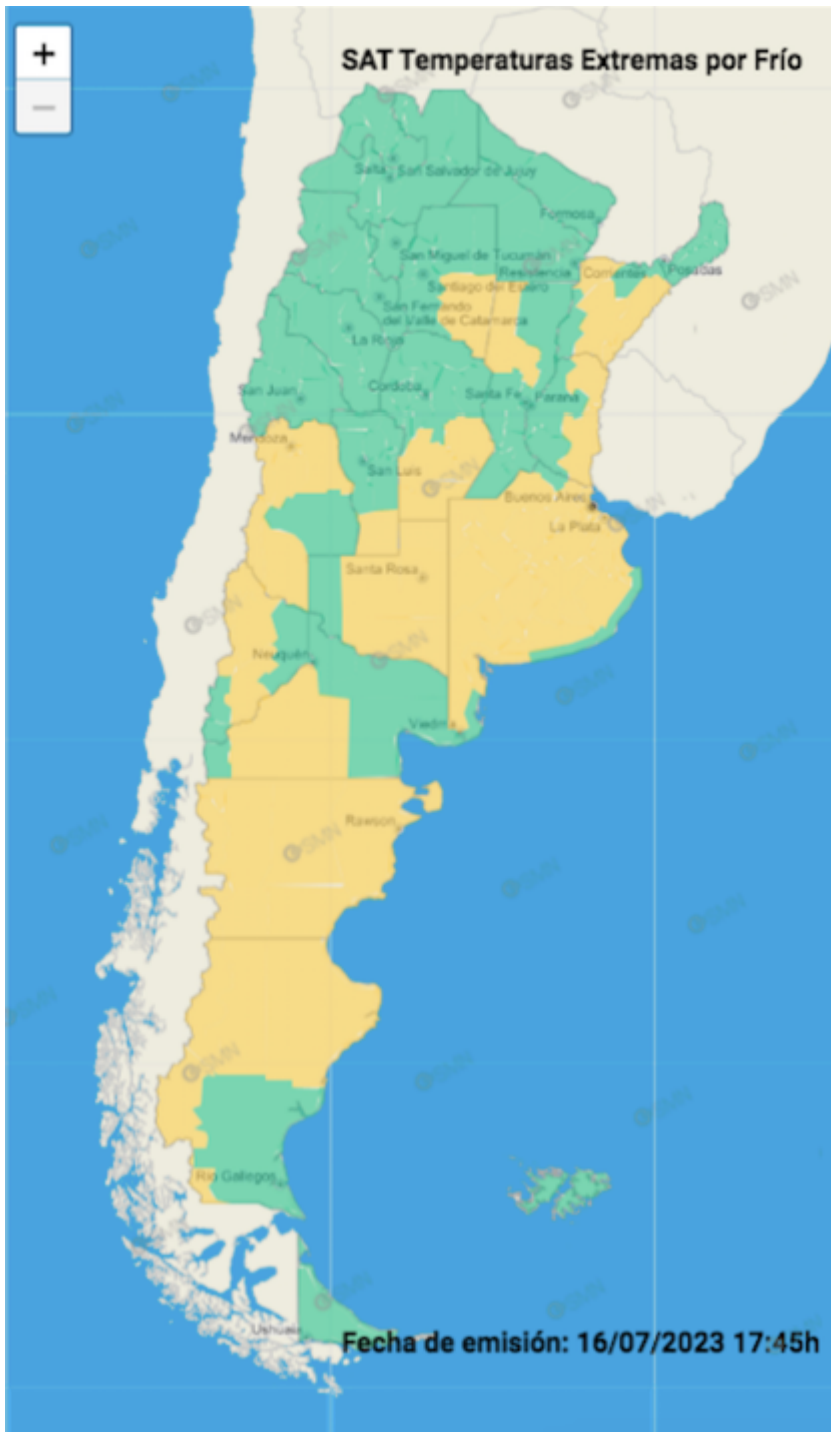 +
−
SAT Temperaturas Extremas por Frío
Salta
San Salvador de Jujuy
Formosa
San Miguel de Tucumán
Resistencia
Corrientes
Posadas
Santiago del Estero
San Fernando
del Valle de Catamarca
La Rioja
San Juan
Córdoba
Santa Fe
Paraná
Mendoza
San Luis
Buenos Aires
La Plata
Santa Rosa
Neuquén
Viedma
Rawson
Río Gallegos
Ushuaia
Fecha de emisión: 16/07/2023 17:45h
SMN